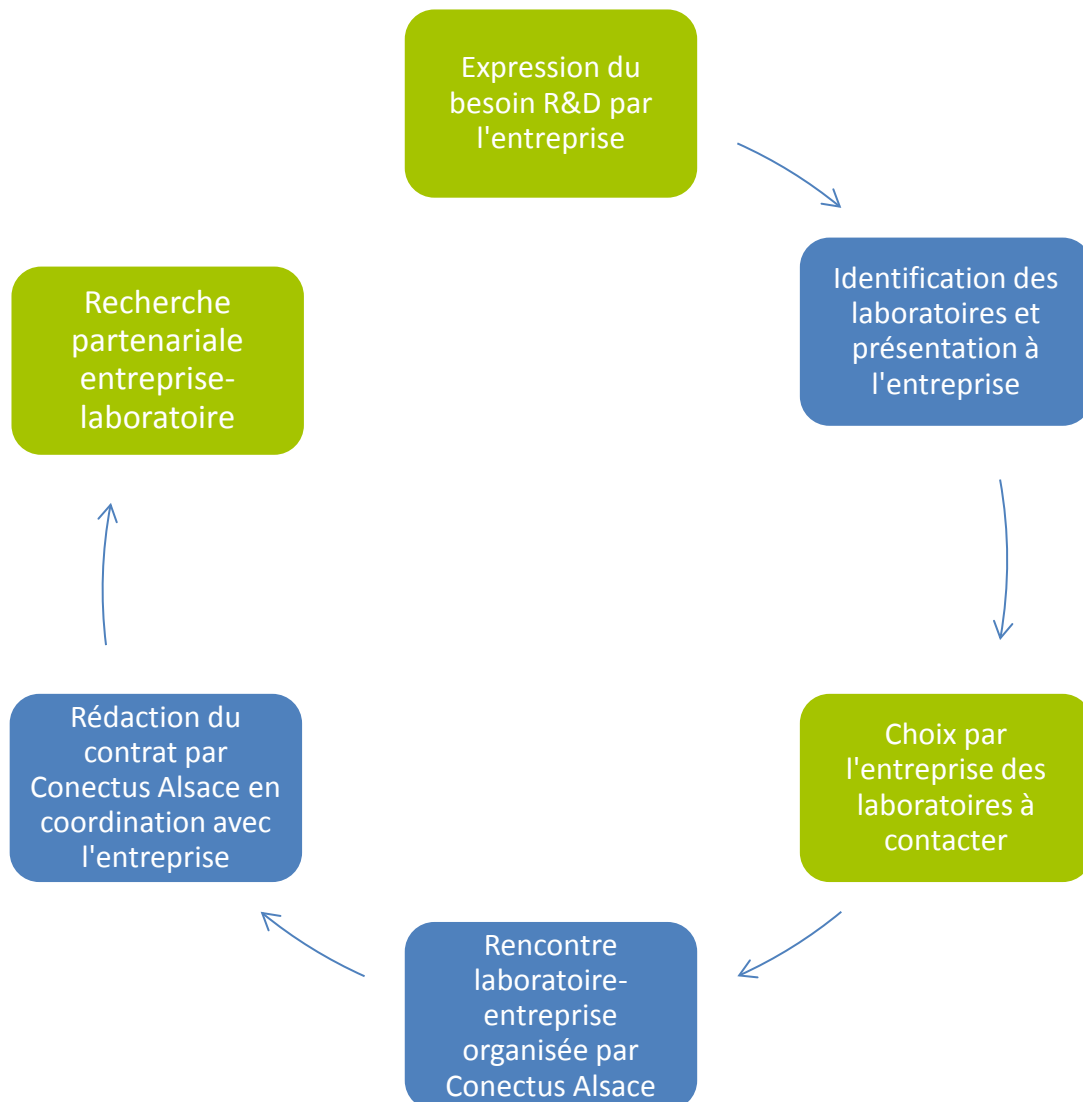 Expression du
besoin R&D par
l'entreprise
Identification des
laboratoires et
présentation à
l'entreprise
Choix par
l'entreprise des
laboratoires à
contacter
Rencontre
laboratoire-
entreprise
organisée par
Conectus Alsace
Rédaction du
contrat par
Conectus Alsace en
coordination avec
l'entreprise
Recherche
partenariale
entreprise-
laboratoire